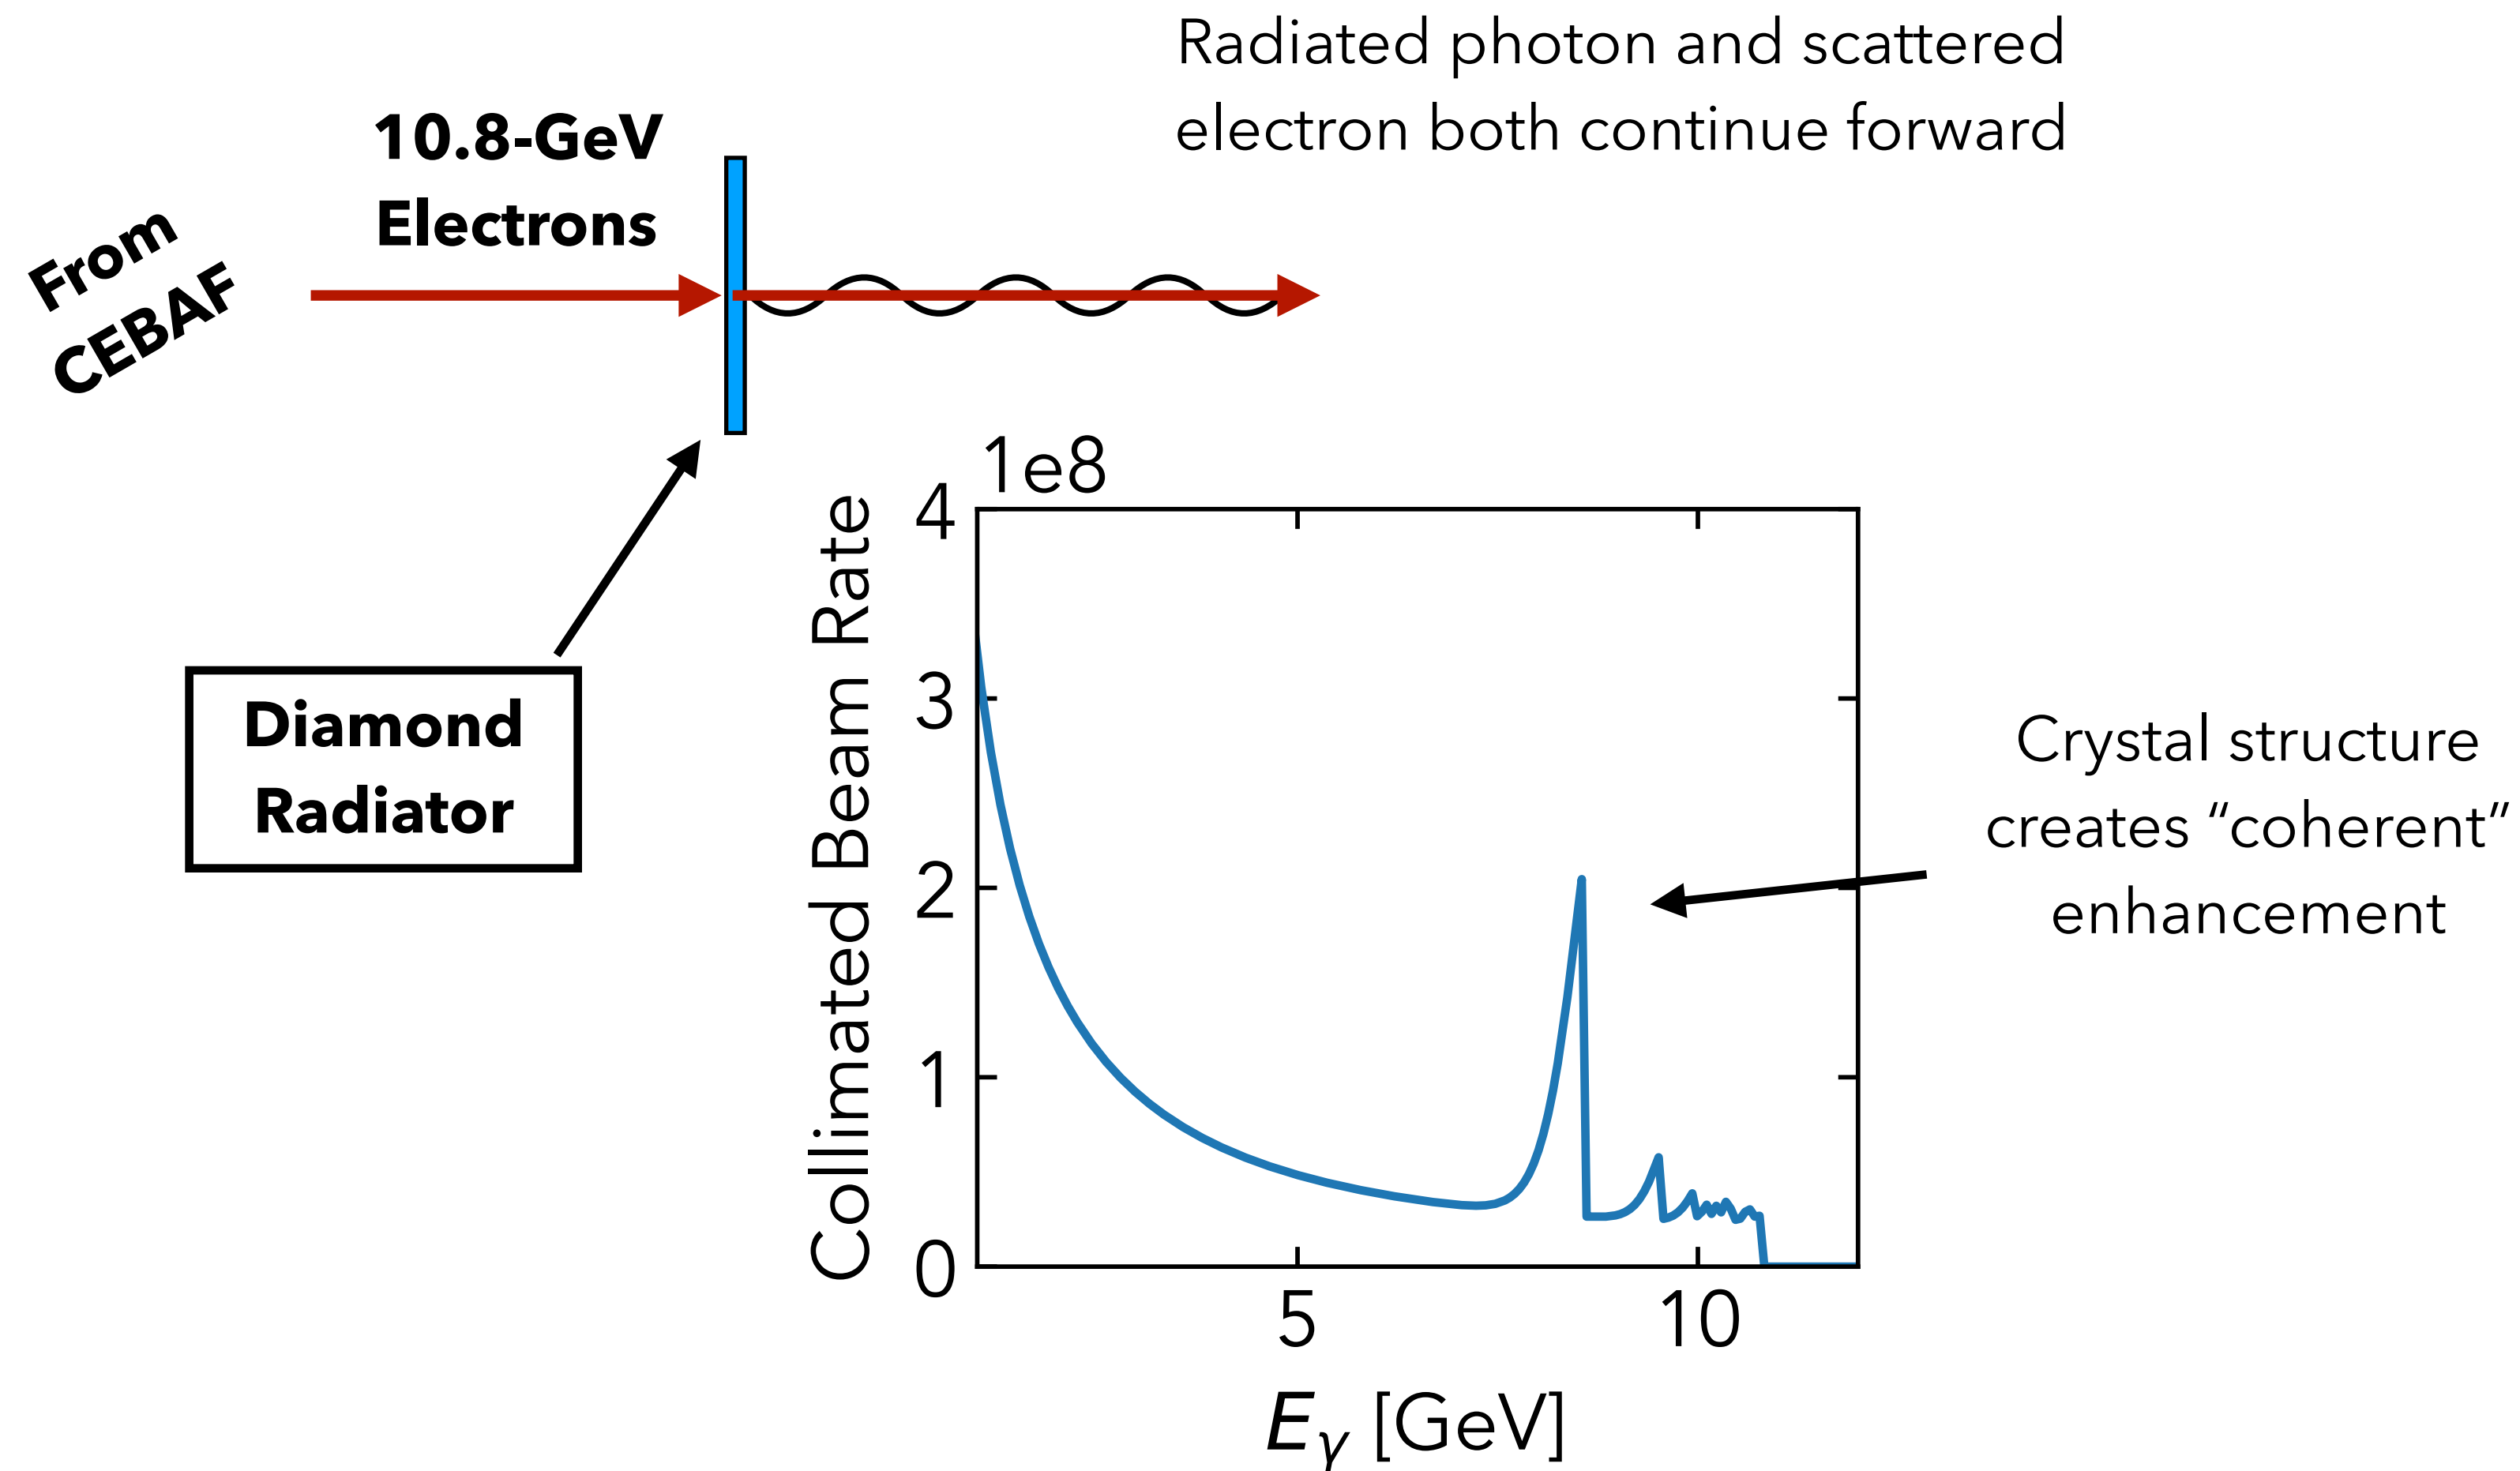 Radiated photon and scattered
electron both continue forward
10.8-GeV
Electrons
From
CEBAF
Diamond
Radiator
1e8
4
3
2
1
0
Collimated Beam Rate
5
10
Eγ [GeV]
Crystal structure
creates “coherent”
enhancement